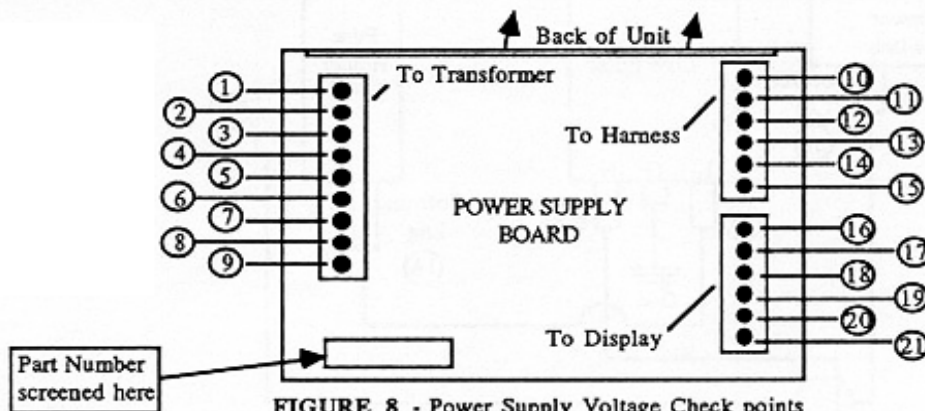 Back of Unit
To Transformer
1
2
3
4
5
6
7
8
9
10
11
12
13
14
15
To Harness
POWER SUPPLY
BOARD
16
17
18
19
20
21
To Display
Part Number
screened here
FIGURE 8 - Power Supply Voltage Check points